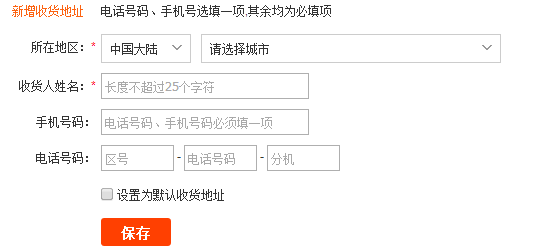 新增收货地址 电话号码、手机号选填一项,其余均为必填项
所在地区：* 中国大陆 请选择城市
收货人姓名：* 长度不超过25个字符
手机号码： 电话号码、手机号码必须填一项
电话号码： 区号 - 电话号码 - 分机
设置为默认收货地址
保存